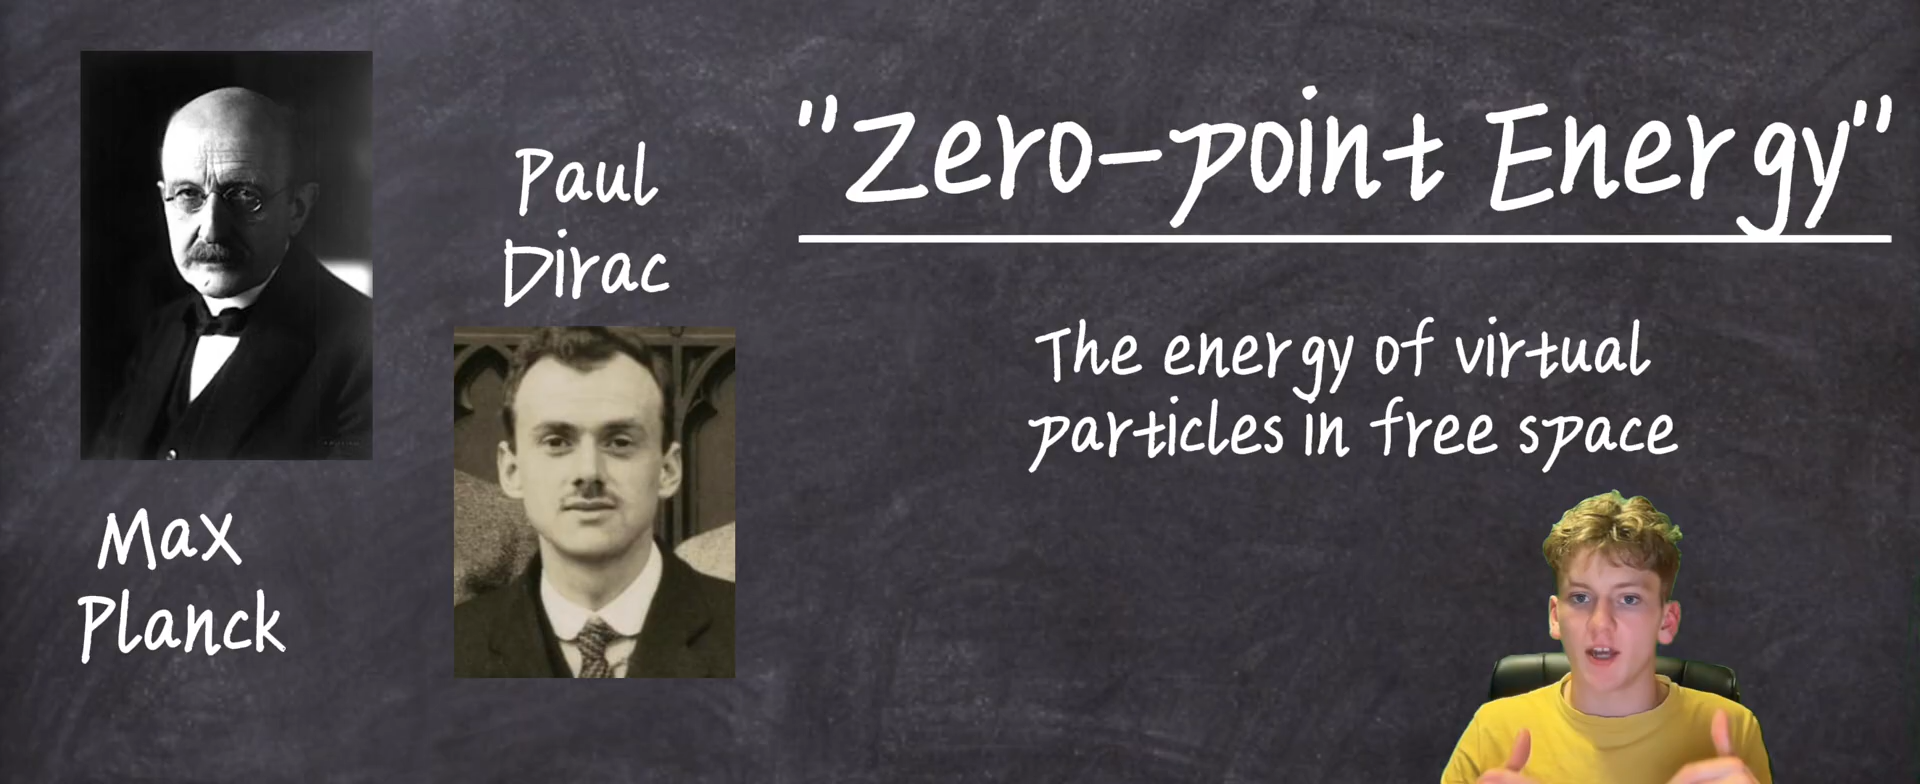 Paul
Dirac
Max
Planck
"Zero-point Energy"
The energy of virtual
particles in free space